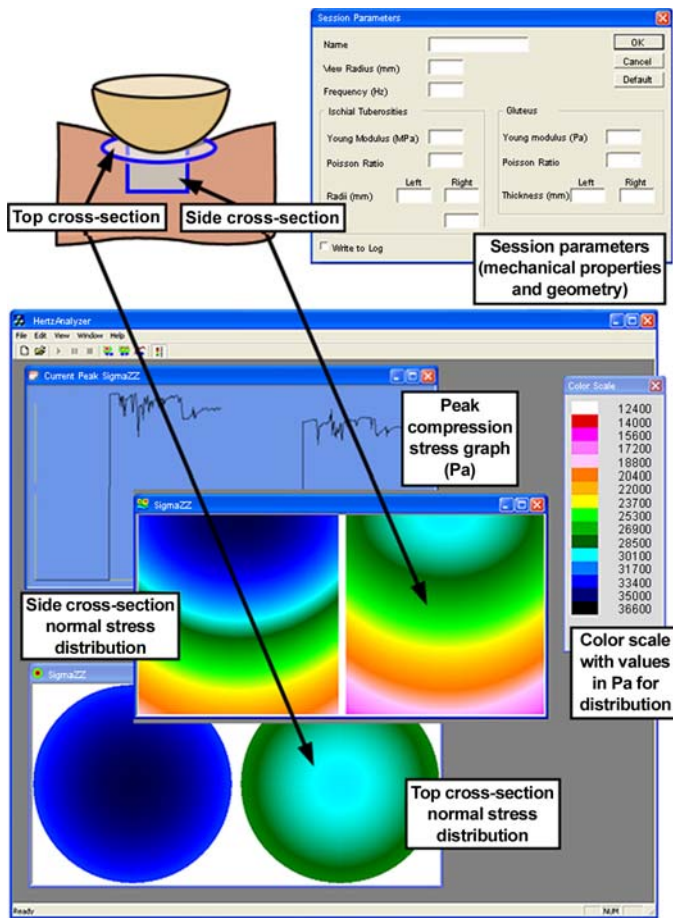 Session Parameters
Name
View Radius (mm)
Frequency (Hz)
OK
Cancel
Default
Ischial Tuberosities
Young Modulus (MPa)
Poisson Ratio
Left Right
Radii (mm)
Gluteus
Young modulus (Pa)
Poisson Ratio
Left Right
Thickness (mm)
Write to Log
Top cross-section
Side cross-section
Session parameters
(mechanical properties
and geometry)
HertzAnalyzer
File Edit View Window Help
Current Peak SigmaZZ
Peak
compression
stress graph
(Pa)
Color Scale
12400
14000
15600
17200
18800
20400
22000
23700
25300
26900
28500
30100
31700
33400
35000
36600
SigmaZZ
Side cross-section
normal stress
distribution
Color scale
with values
in Pa for
distribution
SigmaZZ
Top cross-section
normal stress
distribution
Ready
NUM